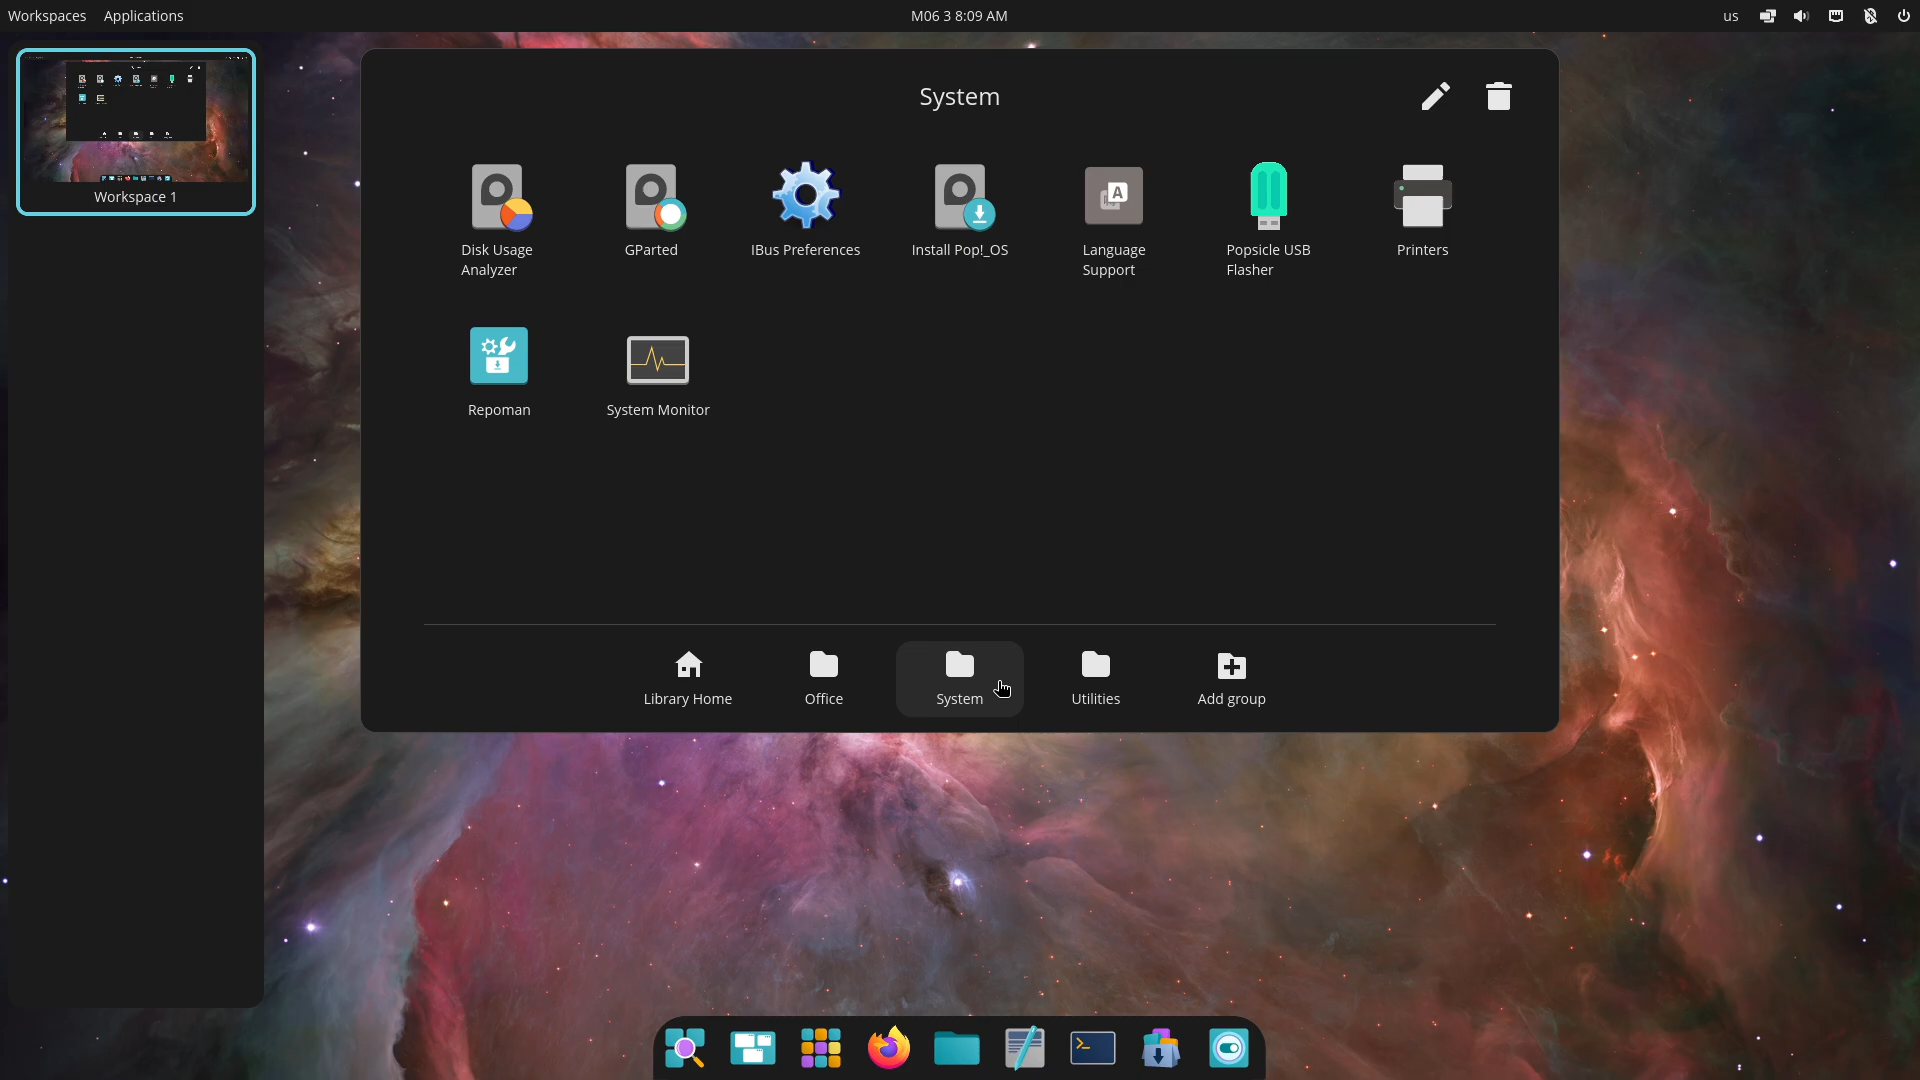 Workspaces Applications M06 3 8:09 AM us
Workspace 1
System
Disk Usage
Analyzer
GParted
IBus Preferences
Install Pop!_OS
Language
Support
Popsicle USB
Flasher
Printers
Repoman
System Monitor
Library Home
Office
System
Utilities
Add group